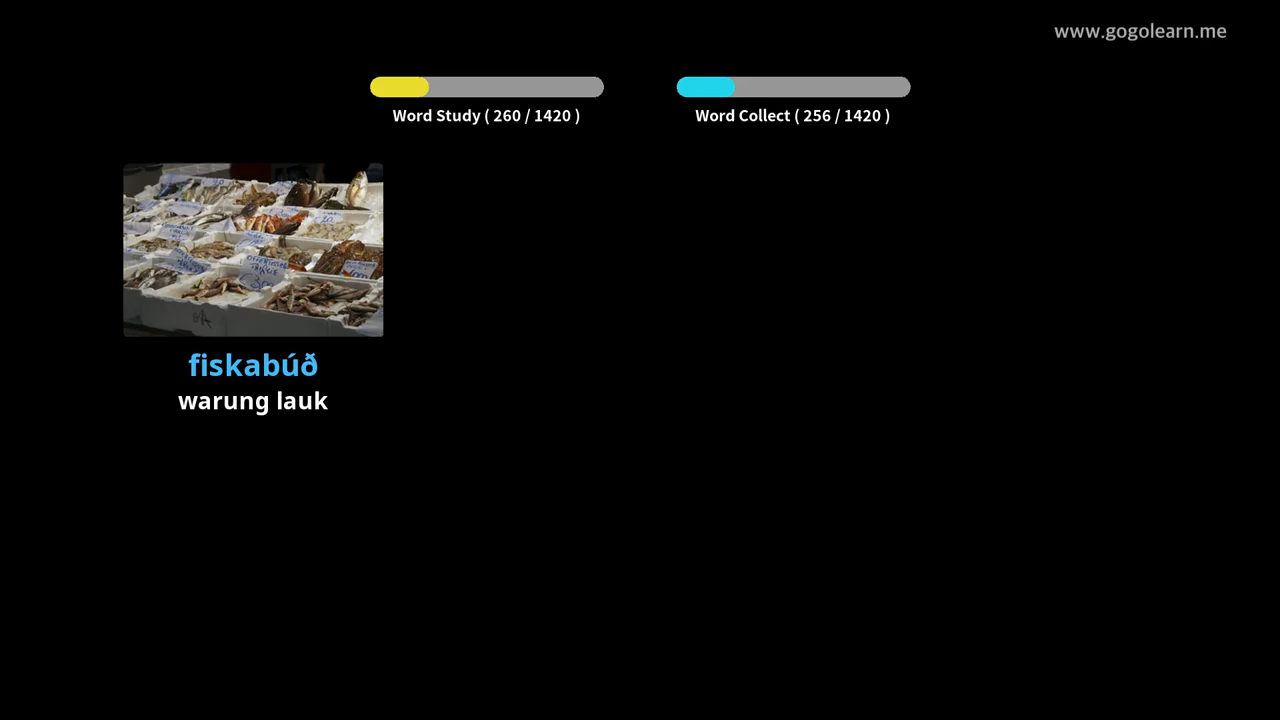 www.gogolearn.me
Word Study ( 260 / 1420 )
Word Collect ( 256 / 1420 )
fiskabúð
warung lauk